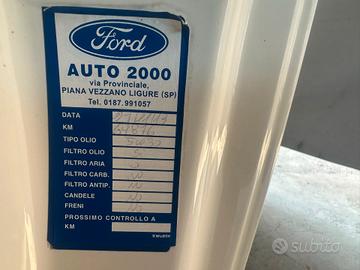 Ford
AUTO 2000
via Provinciale,
PIANA VEZZANO LIGURE (SP)
Tel. 0187.991057
DATA
KM
TIPO OLIO
FILTRO OLIO S
FILTRO ARIA S
FILTRO CARB. N
FILTRO ANTIP. N
CANDELE
FRENI
PROSSIMO CONTROLLO A
KM
WÜRTH
subito